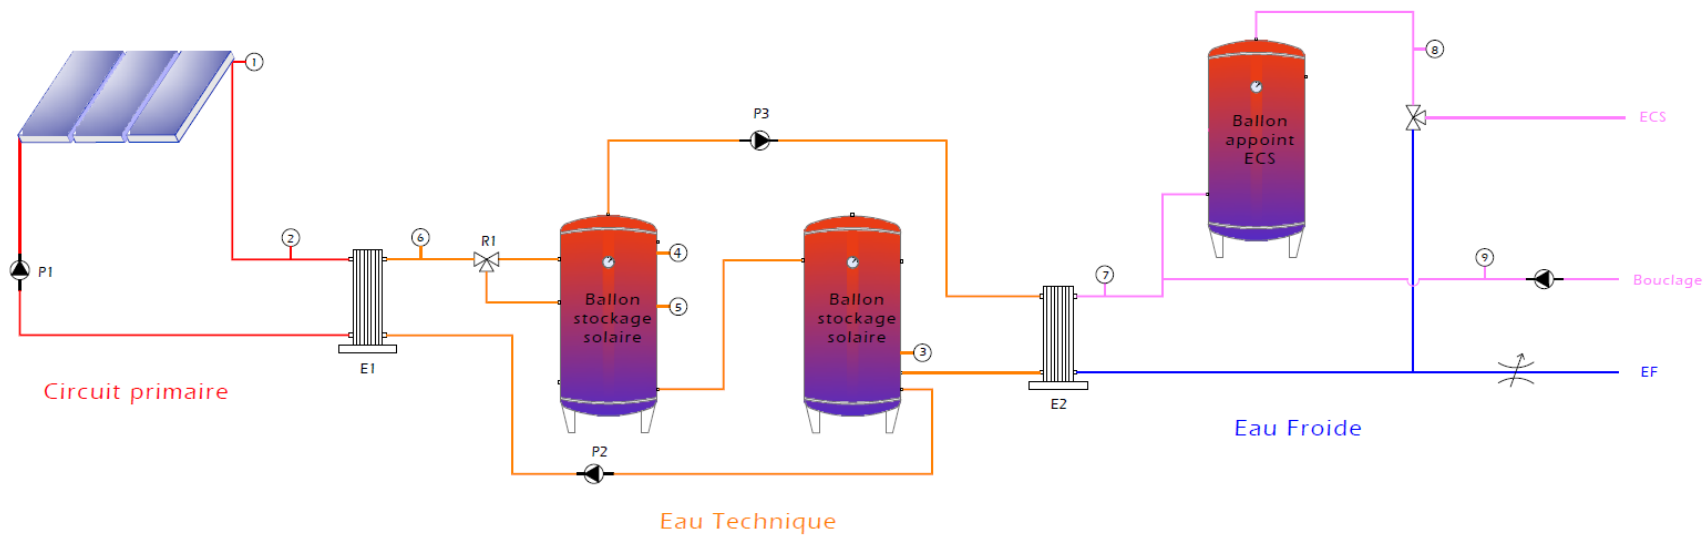 1
8
P3
ECS
Ballon
appoint
ECS
2
6
R1
4
P1
7
9
Bouclage
Ballon
stockage
solaire
5
Ballon
stockage
solaire
3
E1
EF
E2
Circuit primaire
Eau Froide
P2
Eau Technique